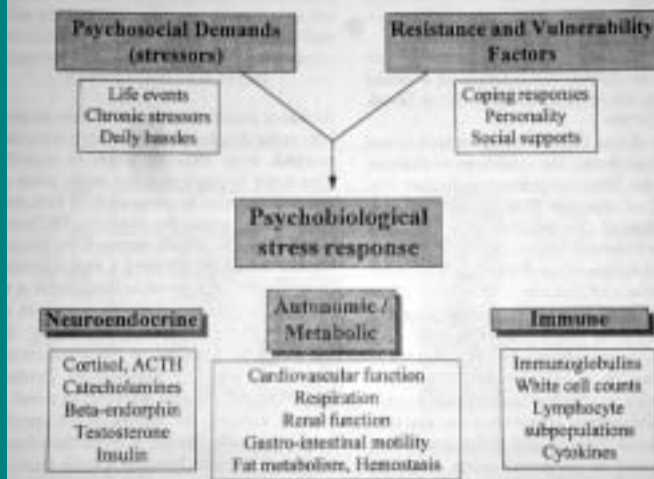 Psychosocial Demands
(stressors)
Life events
Chronic stressors
Daily hassles
Resistance and Vulnerability
Factors
Coping responses
Personality
Social supports
Psychobiological
stress response
Neuroendocrine
Cortisol, ACTH
Catecholamines
Beta-endorphin
Testosterone
Insulin
Autonomic /
Metabolic
Cardiovascular function
Respiration
Renal function
Gastro-intestinal motility
Fat metabolism, Hemostasis
Immune
Immunoglobulins
White cell counts
Lymphocyte
subpopulations
Cytokines